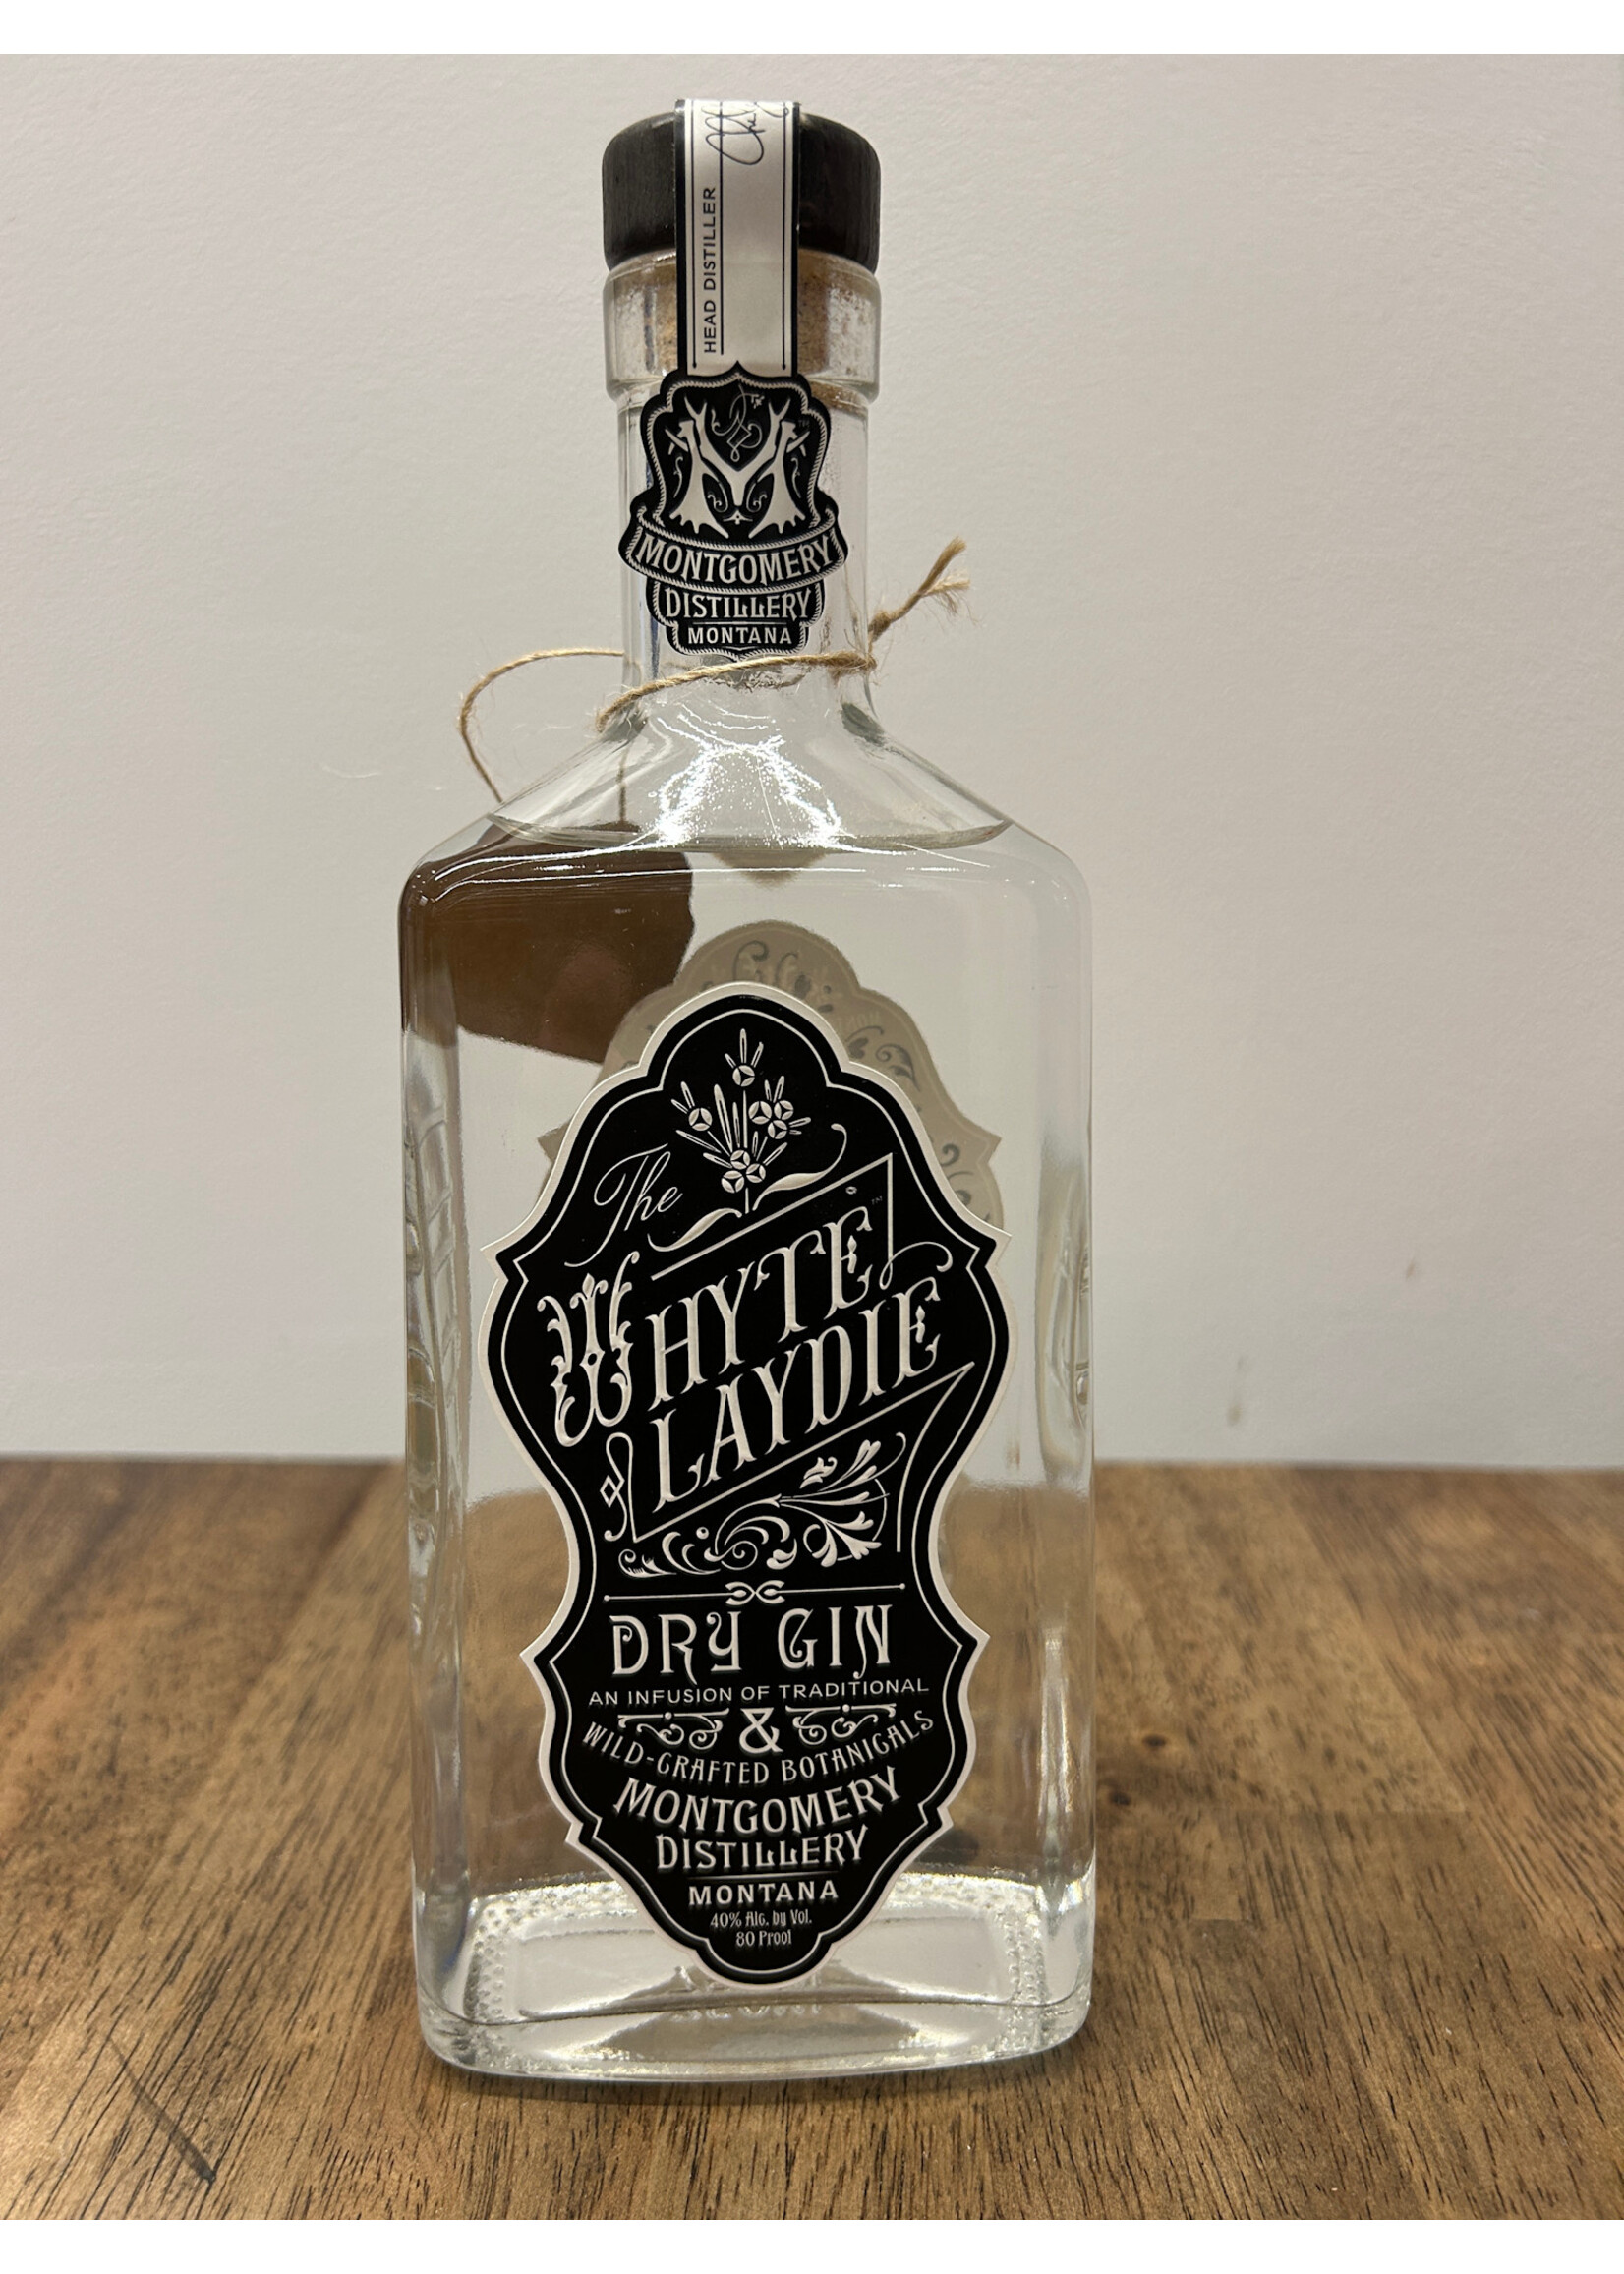 HEAD DISTILLER
MONTGOMERY
DISTILLERY
MONTANA
The
WHYTE
LAYDIE
DRY GIN
AN INFUSION OF TRADITIONAL
&
WILD-CRAFTED BOTANICALS
MONTGOMERY
DISTILLERY
MONTANA
40% Alc. by Vol.
80 Proof